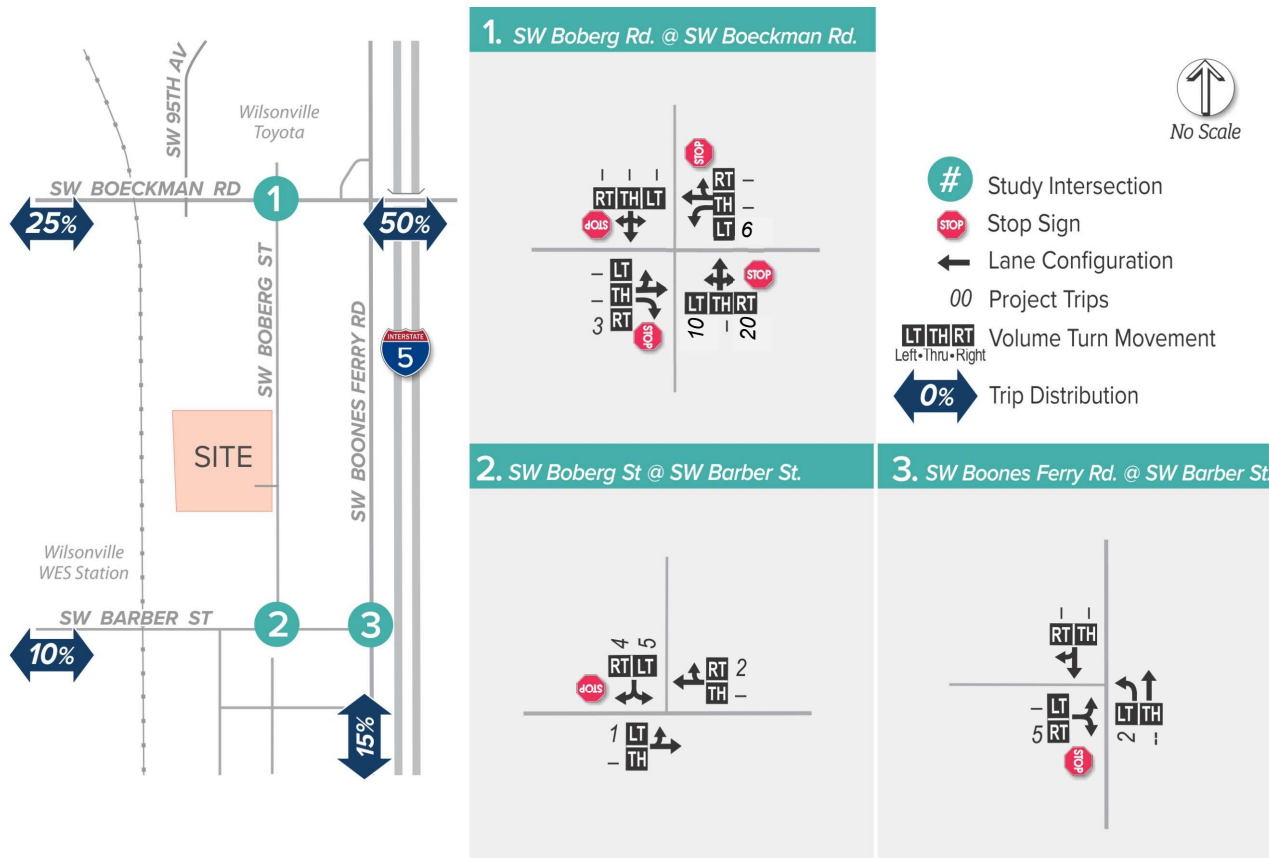 SW 95TH AV
Wilsonville
Toyota
SW BOECKMAN RD
1
25%
50%
SW BOBERG ST
SW BOONES FERRY RD
INTERSTATE
5
SITE
Wilsonville
WES Station
SW BARBER ST
2
3
10%
15%
1. SW Boberg Rd. @ SW Boeckman Rd.
STOP
– – –
RT TH LT
STOP
RT –
TH –
LT 6
– LT
– TH
3 RT
STOP
STOP
LT TH RT
10 – 20
No Scale
# Study Intersection
STOP Stop Sign
Lane Configuration
00 Project Trips
LT TH RT Volume Turn Movement
Left•Thru•Right
0% Trip Distribution
2. SW Boberg St @ SW Barber St.
4 5
RT LT
STOP
RT 2
TH –
1 LT
– TH
3. SW Boones Ferry Rd. @ SW Barber St.
– –
RT TH
– LT
5 RT
STOP
LT TH
2 --